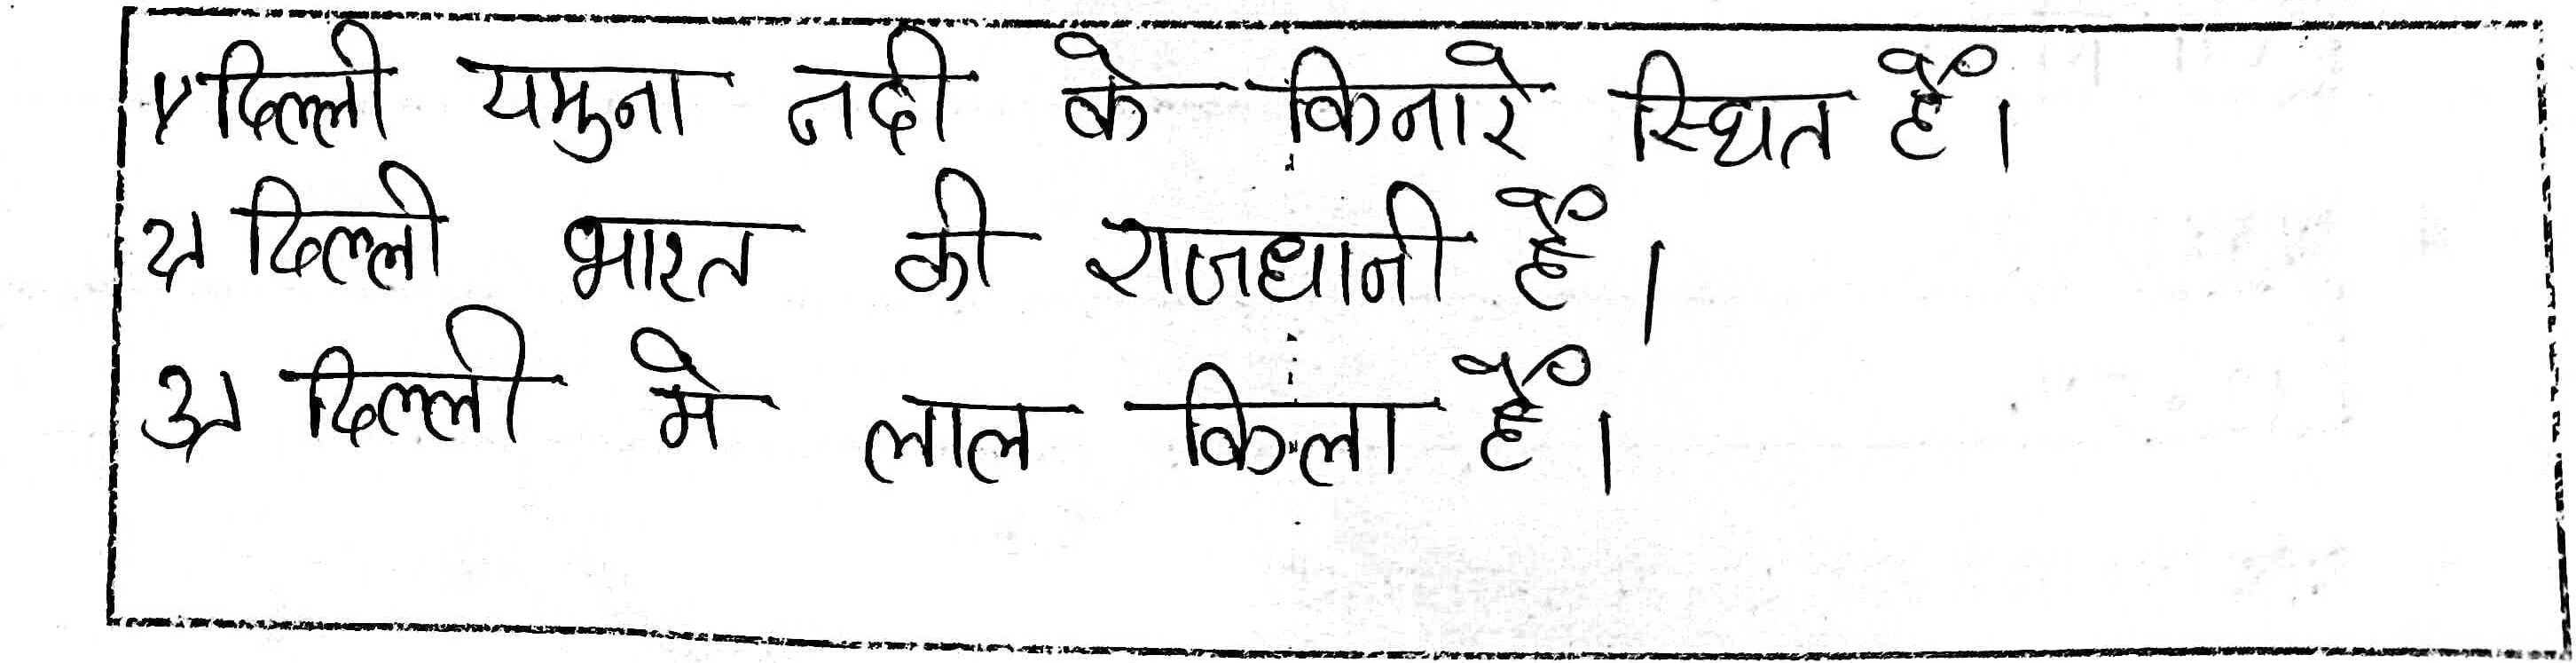 १) दिल्ली यमुना नदी के किनारे स्थित हैं।
२) दिल्ली भारत की राजधानी हैं।
३) दिल्ली मे लाल किला हैं।